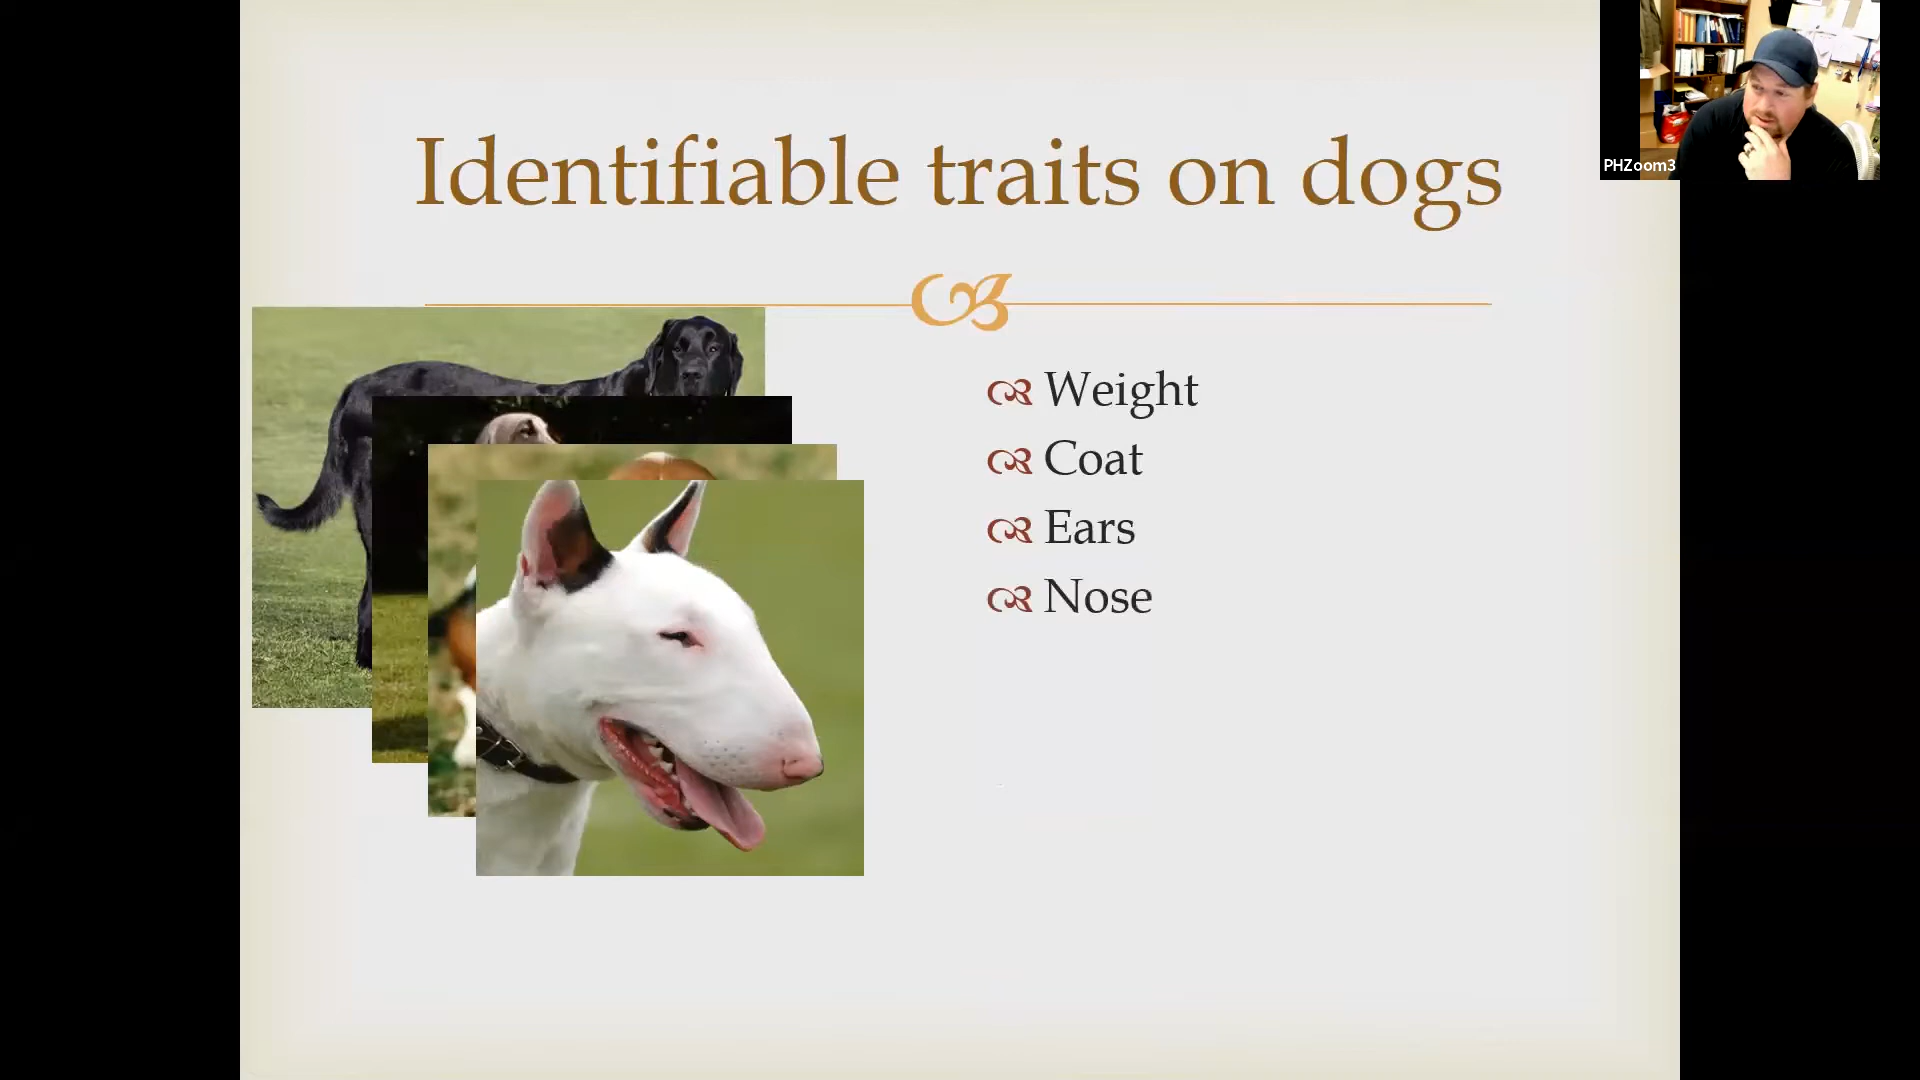 Identifiable traits on dogs
Weight
Coat
Ears
Nose
PHZoom3